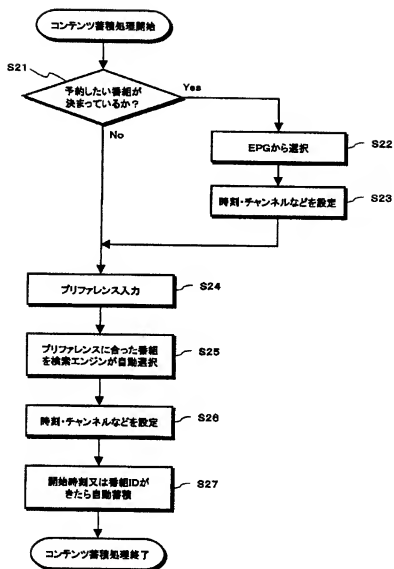 コンテンツ蓄積処理開始
S21
予約したい番組が
決まっているか？
Yes
No
EPGから選択
S22
時刻・チャンネルなどを設定
S23
プリファレンス入力
S24
プリファレンスに合った番組
を検索エンジンが自動選択
S25
時刻・チャンネルなどを設定
S26
開始時刻又は番組IDが
きたら自動蓄積
S27
コンテンツ蓄積処理終了